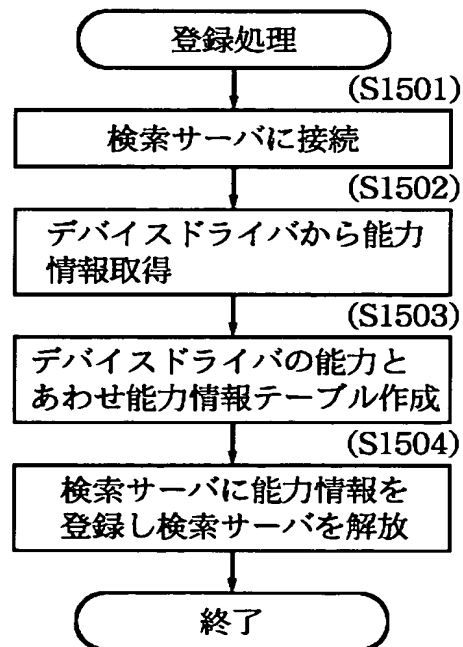 登録処理
(S1501)
検索サーバに接続
(S1502)
デバイスドライバから能力
情報取得
(S1503)
デバイスドライバの能力と
あわせ能力情報テーブル作成
(S1504)
検索サーバに能力情報を
登録し検索サーバを解放
終了